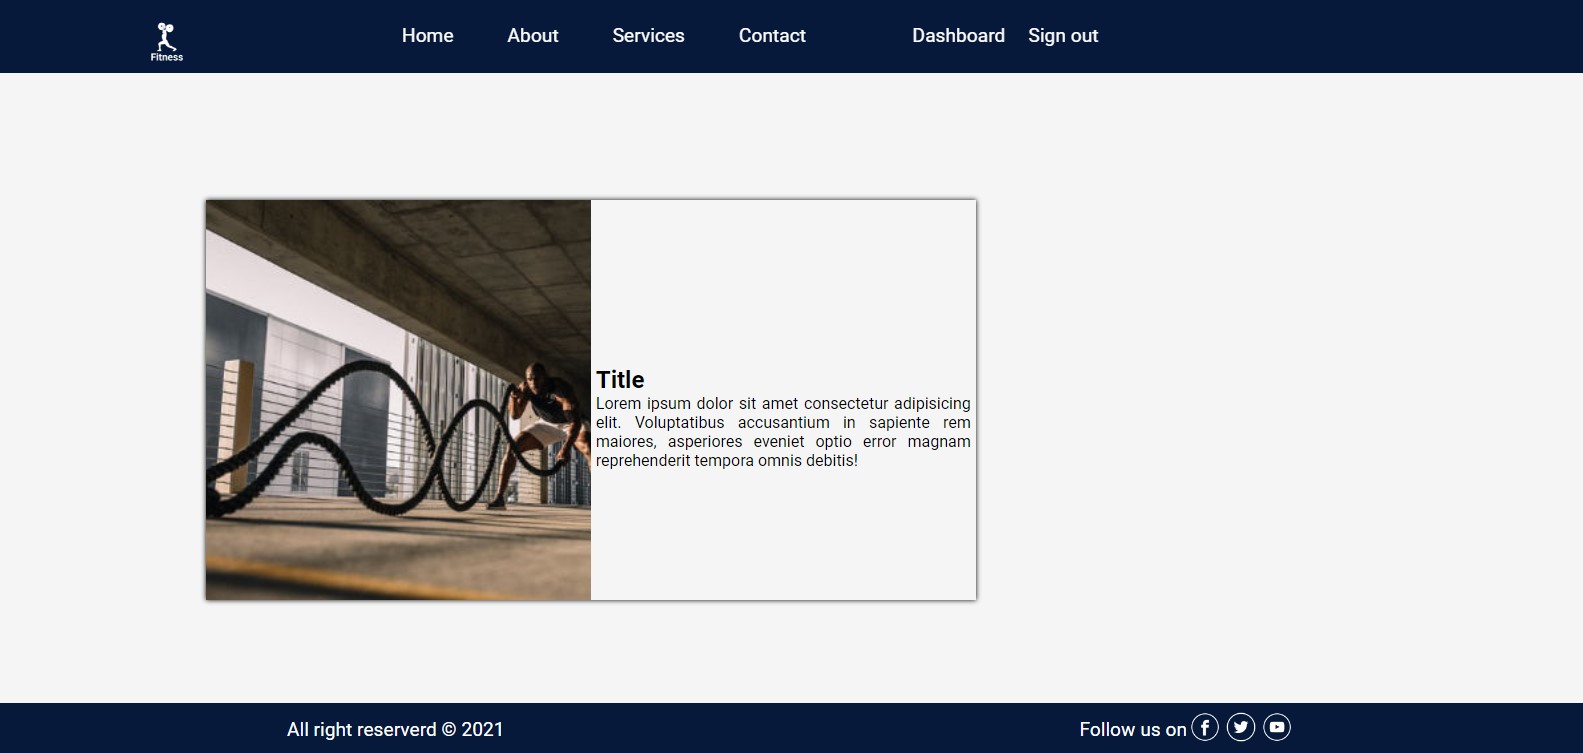 Fitness
Home About Services Contact Dashboard Sign out
Title
Lorem ipsum dolor sit amet consectetur adipisicing
elit. Voluptatibus accusantium in sapiente rem
maiores, asperiores eveniet optio error magnam
reprehenderit tempora omnis debitis!
All right reserverd © 2021
Follow us on